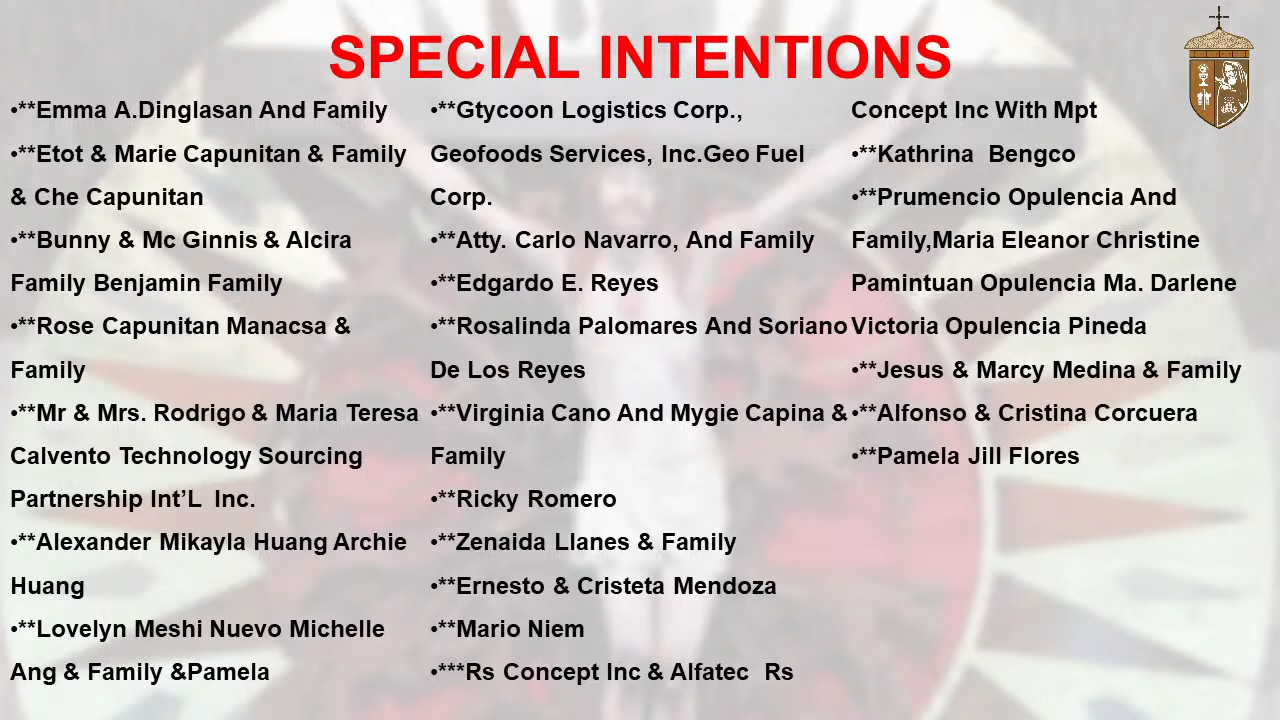 SPECIAL INTENTIONS
•**Emma A.Dinglasan And Family
•**Etot & Marie Capunitan & Family
& Che Capunitan
•**Bunny & Mc Ginnis & Alcira
Family Benjamin Family
•**Rose Capunitan Manacsa &
Family
•**Mr & Mrs. Rodrigo & Maria Teresa
Calvento Technology Sourcing
Partnership Int’L  Inc.
•**Alexander Mikayla Huang Archie
Huang
•**Lovelyn Meshi Nuevo Michelle
Ang & Family &Pamela
•**Gtycoon Logistics Corp.,
Geofoods Services, Inc.Geo Fuel
Corp.
•**Atty. Carlo Navarro, And Family
•**Edgardo E. Reyes
•**Rosalinda Palomares And Soriano
De Los Reyes
•**Virginia Cano And Mygie Capina &
Family
•**Ricky Romero
•**Zenaida Llanes & Family
•**Ernesto & Cristeta Mendoza
•**Mario Niem
•***Rs Concept Inc & Alfatec  Rs
Concept Inc With Mpt
•**Kathrina  Bengco
•**Prumencio Opulencia And
Family,Maria Eleanor Christine
Pamintuan Opulencia Ma. Darlene
Victoria Opulencia Pineda
•**Jesus & Marcy Medina & Family
•**Alfonso & Cristina Corcuera
•**Pamela Jill Flores